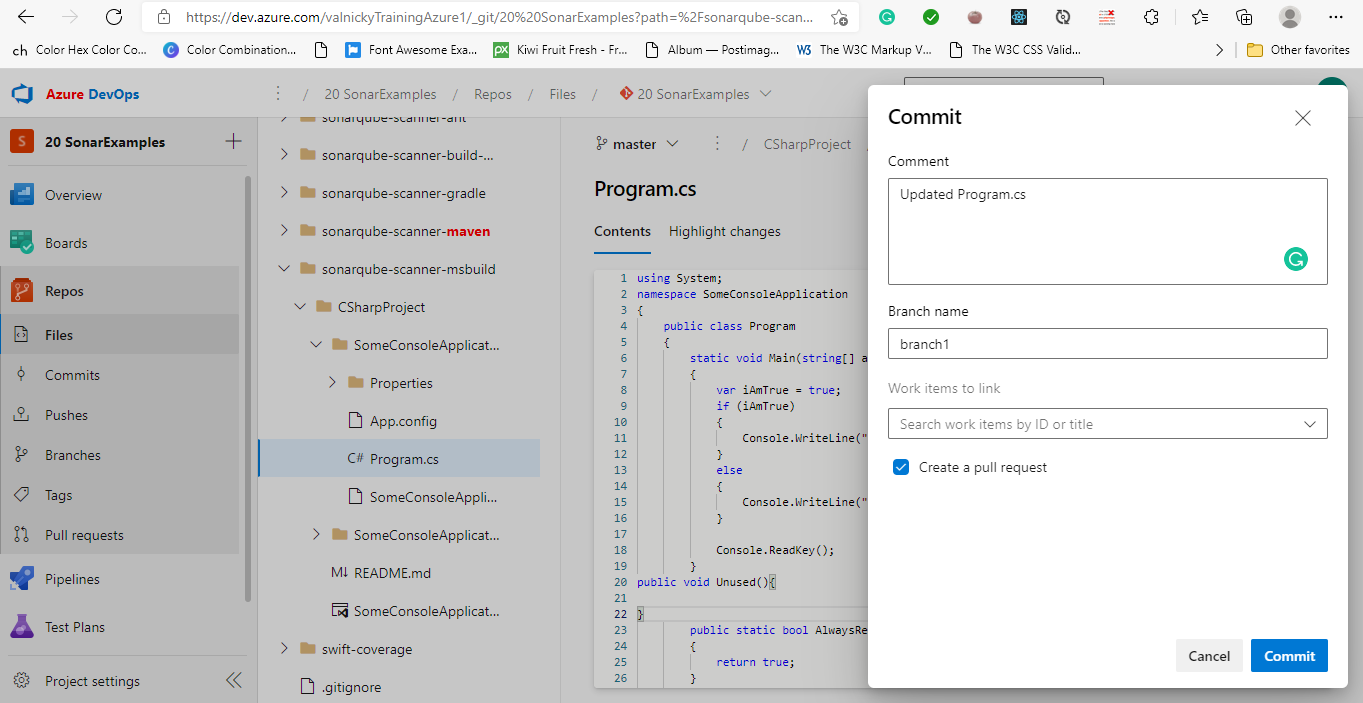 https://dev.azure.com/valnickyTrainingAzure1/_git/20%20SonarExamples?path=%2Fsonarqube-scan...
ch Color Hex Color Co...
C Color Combination...
Font Awesome Exa...
px Kiwi Fruit Fresh - Fr...
Album — Postimag...
W3 The W3C Markup V...
The W3C CSS Valid...
Other favorites
Azure DevOps
/ 20 SonarExamples / Repos / Files / 20 SonarExamples
S 20 SonarExamples
Overview
Boards
Repos
Files
Commits
Pushes
Branches
Tags
Pull requests
Pipelines
Test Plans
Project settings
sonarqube-scanner-ant
sonarqube-scanner-build-...
sonarqube-scanner-gradle
sonarqube-scanner-maven
sonarqube-scanner-msbuild
CSharpProject
SomeConsoleApplicat...
Properties
App.config
C# Program.cs
SomeConsoleAppli...
SomeConsoleApplicat...
M↓ README.md
SomeConsoleApplicat...
swift-coverage
.gitignore
master / CSharpProject
Program.cs
Contents Highlight changes
1 using System;
2 namespace SomeConsoleApplication
3 {
4 public class Program
5 {
6 static void Main(string[] a
7 {
8 var iAmTrue = true;
9 if (iAmTrue)
10 {
11 Console.WriteLine("
12 }
13 else
14 {
15 Console.WriteLine("
16 }
17
18 Console.ReadKey();
19 }
20 public void Unused(){
21
22 }
23 public static bool AlwaysRe
24 {
25 return true;
26 }
Commit
Comment
Updated Program.cs
Branch name
branch1
Work items to link
Search work items by ID or title
Create a pull request
Cancel
Commit